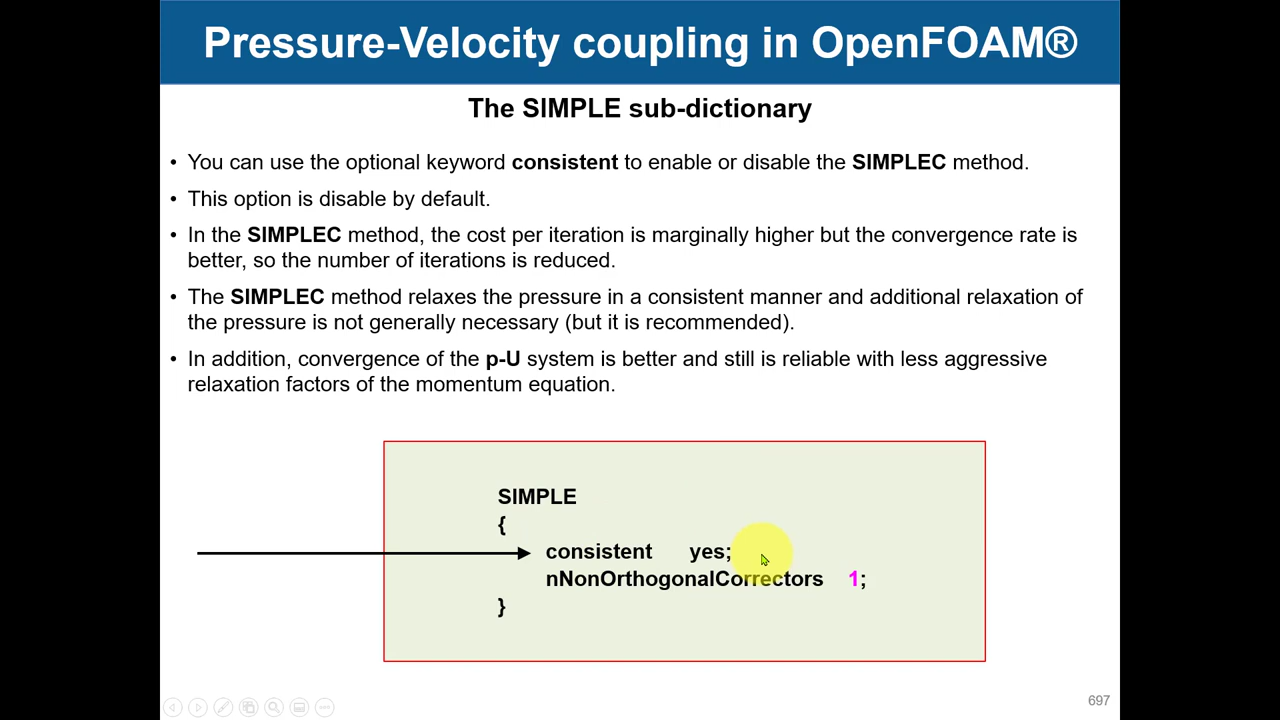 Pressure-Velocity coupling in OpenFOAM®
The SIMPLE sub-dictionary
• You can use the optional keyword consistent to enable or disable the SIMPLEC method.
• This option is disable by default.
• In the SIMPLEC method, the cost per iteration is marginally higher but the convergence rate is
better, so the number of iterations is reduced.
• The SIMPLEC method relaxes the pressure in a consistent manner and additional relaxation of
the pressure is not generally necessary (but it is recommended).
• In addition, convergence of the p-U system is better and still is reliable with less aggressive
relaxation factors of the momentum equation.
SIMPLE
{
consistent yes;
nNonOrthogonalCorrectors 1;
}
697